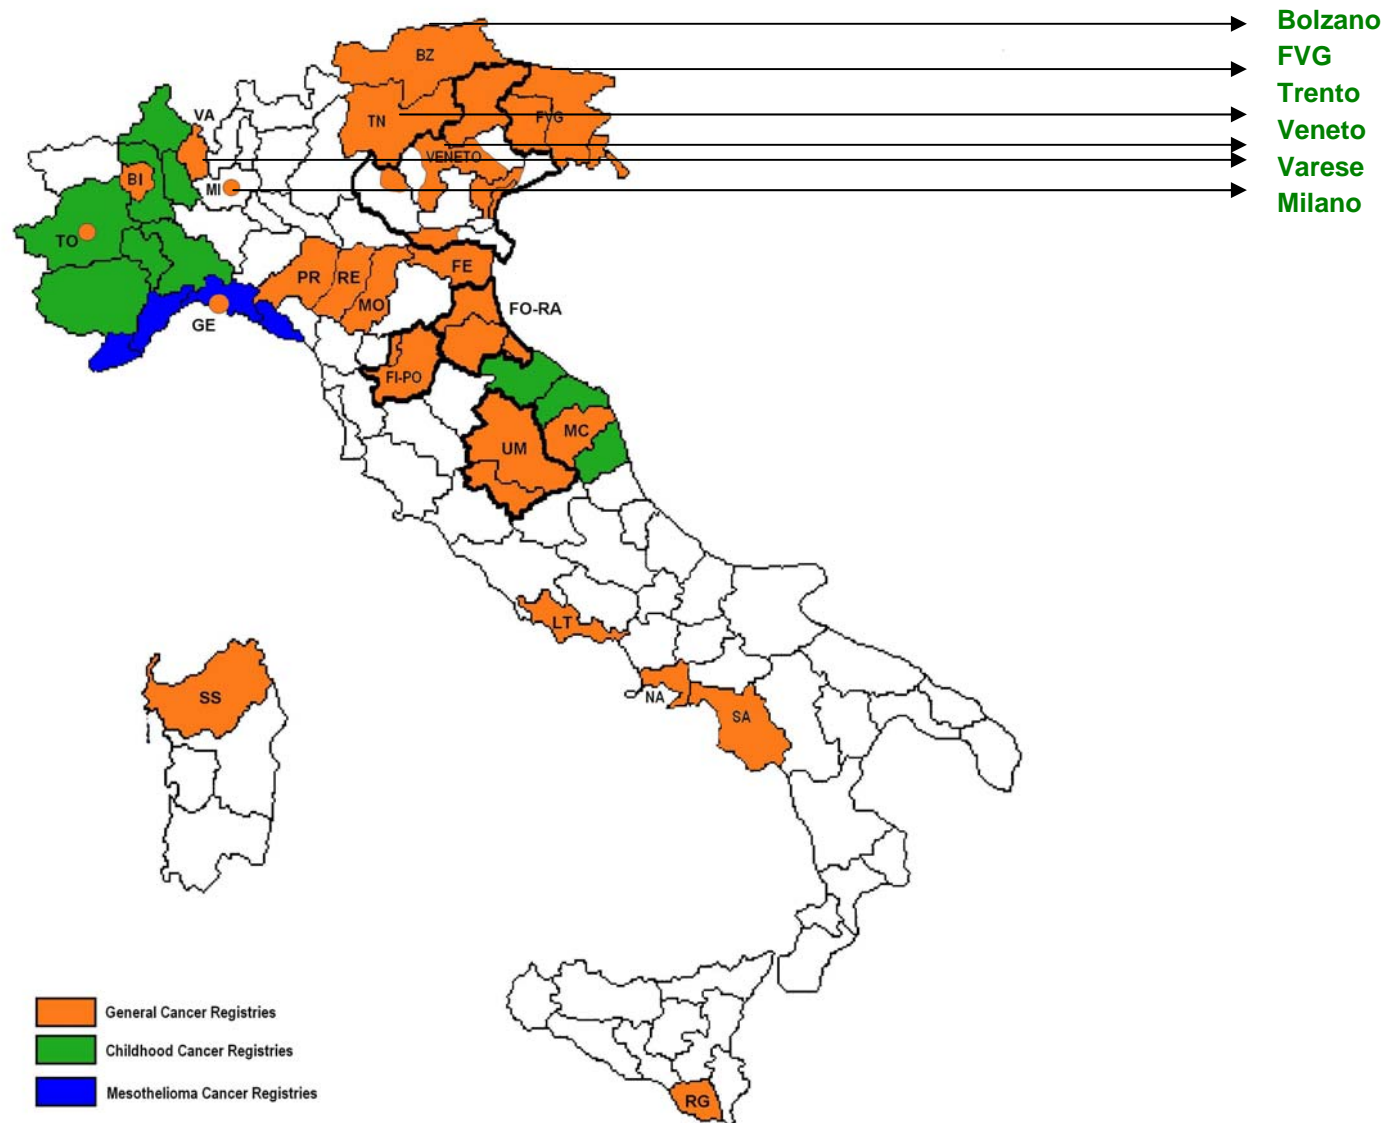 Bolzano
FVG
Trento
Veneto
Varese
Milano
BZ
VA
TN
FVG
VENETO
BI
MI
TO
FE
PR
RE
MO
GE
FO-RA
FI-PO
MC
UM
LT
SS
NA
SA
General Cancer Registries
Childhood Cancer Registries
Mesothelioma Cancer Registries
RG